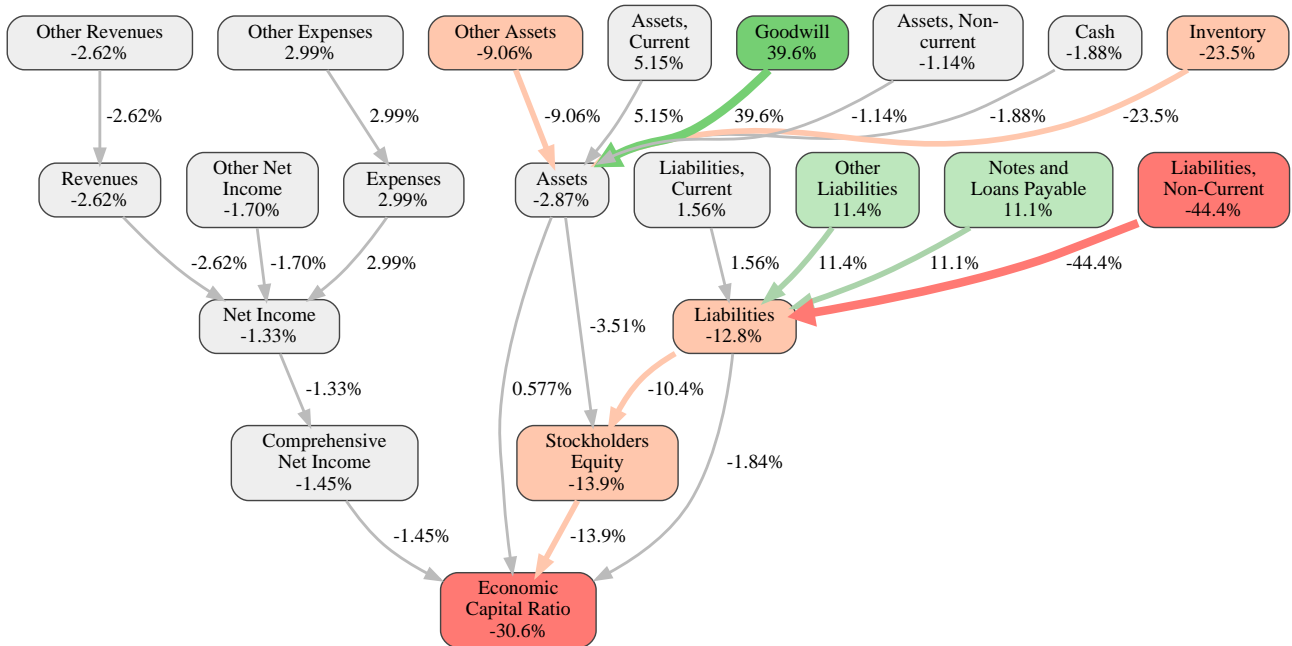 Other Revenues
-2.62%
Other Expenses
2.99%
Other Assets
-9.06%
Assets,
Current
5.15%
Goodwill
39.6%
Assets, Non-
current
-1.14%
Cash
-1.88%
Inventory
-23.5%
-2.62%
2.99%
-9.06%
5.15%
39.6%
-1.14%
-1.88%
-23.5%
Revenues
-2.62%
Other Net
Income
-1.70%
Expenses
2.99%
Assets
-2.87%
Liabilities,
Current
1.56%
Other
Liabilities
11.4%
Notes and
Loans Payable
11.1%
Liabilities,
Non-Current
-44.4%
-2.62%
-1.70%
2.99%
1.56%
11.4%
11.1%
-44.4%
Net Income
-1.33%
-3.51%
Liabilities
-12.8%
-1.33%
0.577%
-10.4%
Comprehensive
Net Income
-1.45%
Stockholders
Equity
-13.9%
-1.84%
-1.45%
-13.9%
Economic
Capital Ratio
-30.6%